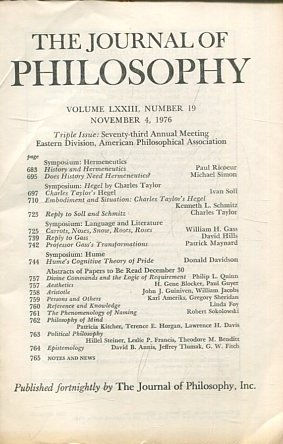 THE JOURNAL OF
PHILOSOPHY
VOLUME LXXIII, NUMBER 19
NOVEMBER 4, 1976
Triple Issue: Seventy-third Annual Meeting
Eastern Division, American Philosophical Association
page
Symposium: Hermeneutics
683 History and Hermeneutics Paul Ricoeur
695 Does History Need Hermeneutics? Michael Simon
Symposium: Hegel by Charles Taylor
697 Charles Taylor's Hegel Ivan Soll
710 Embodiment and Situation: Charles Taylor's Hegel
Kenneth L. Schmitz
723 Reply to Soll and Schmitz Charles Taylor
Symposium: Language and Literature
725 Carrots, Noses, Snow, Roses, Roses William H. Gass
739 Reply to Gass David Hills
742 Professor Gass's Transformations Patrick Maynard
Symposium: Hume
744 Hume's Cognitive Theory of Pride Donald Davidson
Abstracts of Papers to Be Read December 30
757 Divine Commands and the Logic of Requirement Philip L. Quinn
757 Aesthetics H. Gene Blocker, Paul Guyer
758 Aristotle John J. Guiniven, William Jacobs
759 Persons and Others Karl Ameriks, Gregory Sheridan
760 Reference and Knowledge Linda Foy
761 The Phenomenology of Naming Robert Sokolowski
762 Philosophy of Mind
Patricia Kitcher, Terence E. Horgan, Lawrence H. Davis
763 Political Philosophy
Hillel Steiner, Leslie P. Francis, Theodore M. Benditt
764 Epistemology David B. Annis, Jeffrey Tlumak, G. W. Fitch
765 NOTES AND NEWS
Published fortnightly by The Journal of Philosophy, Inc.